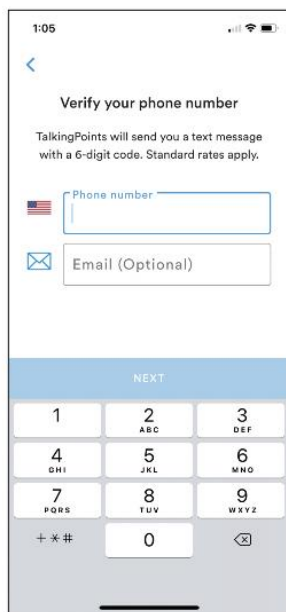 1:05
Verify your phone number
TalkingPoints will send you a text message
with a 6-digit code. Standard rates apply.
Phone number
Email (Optional)
NEXT
1 2 3
ABC DEF
4 5 6
GHI JKL MNO
7 8 9
PQRS TUV WXYZ
+*# 0